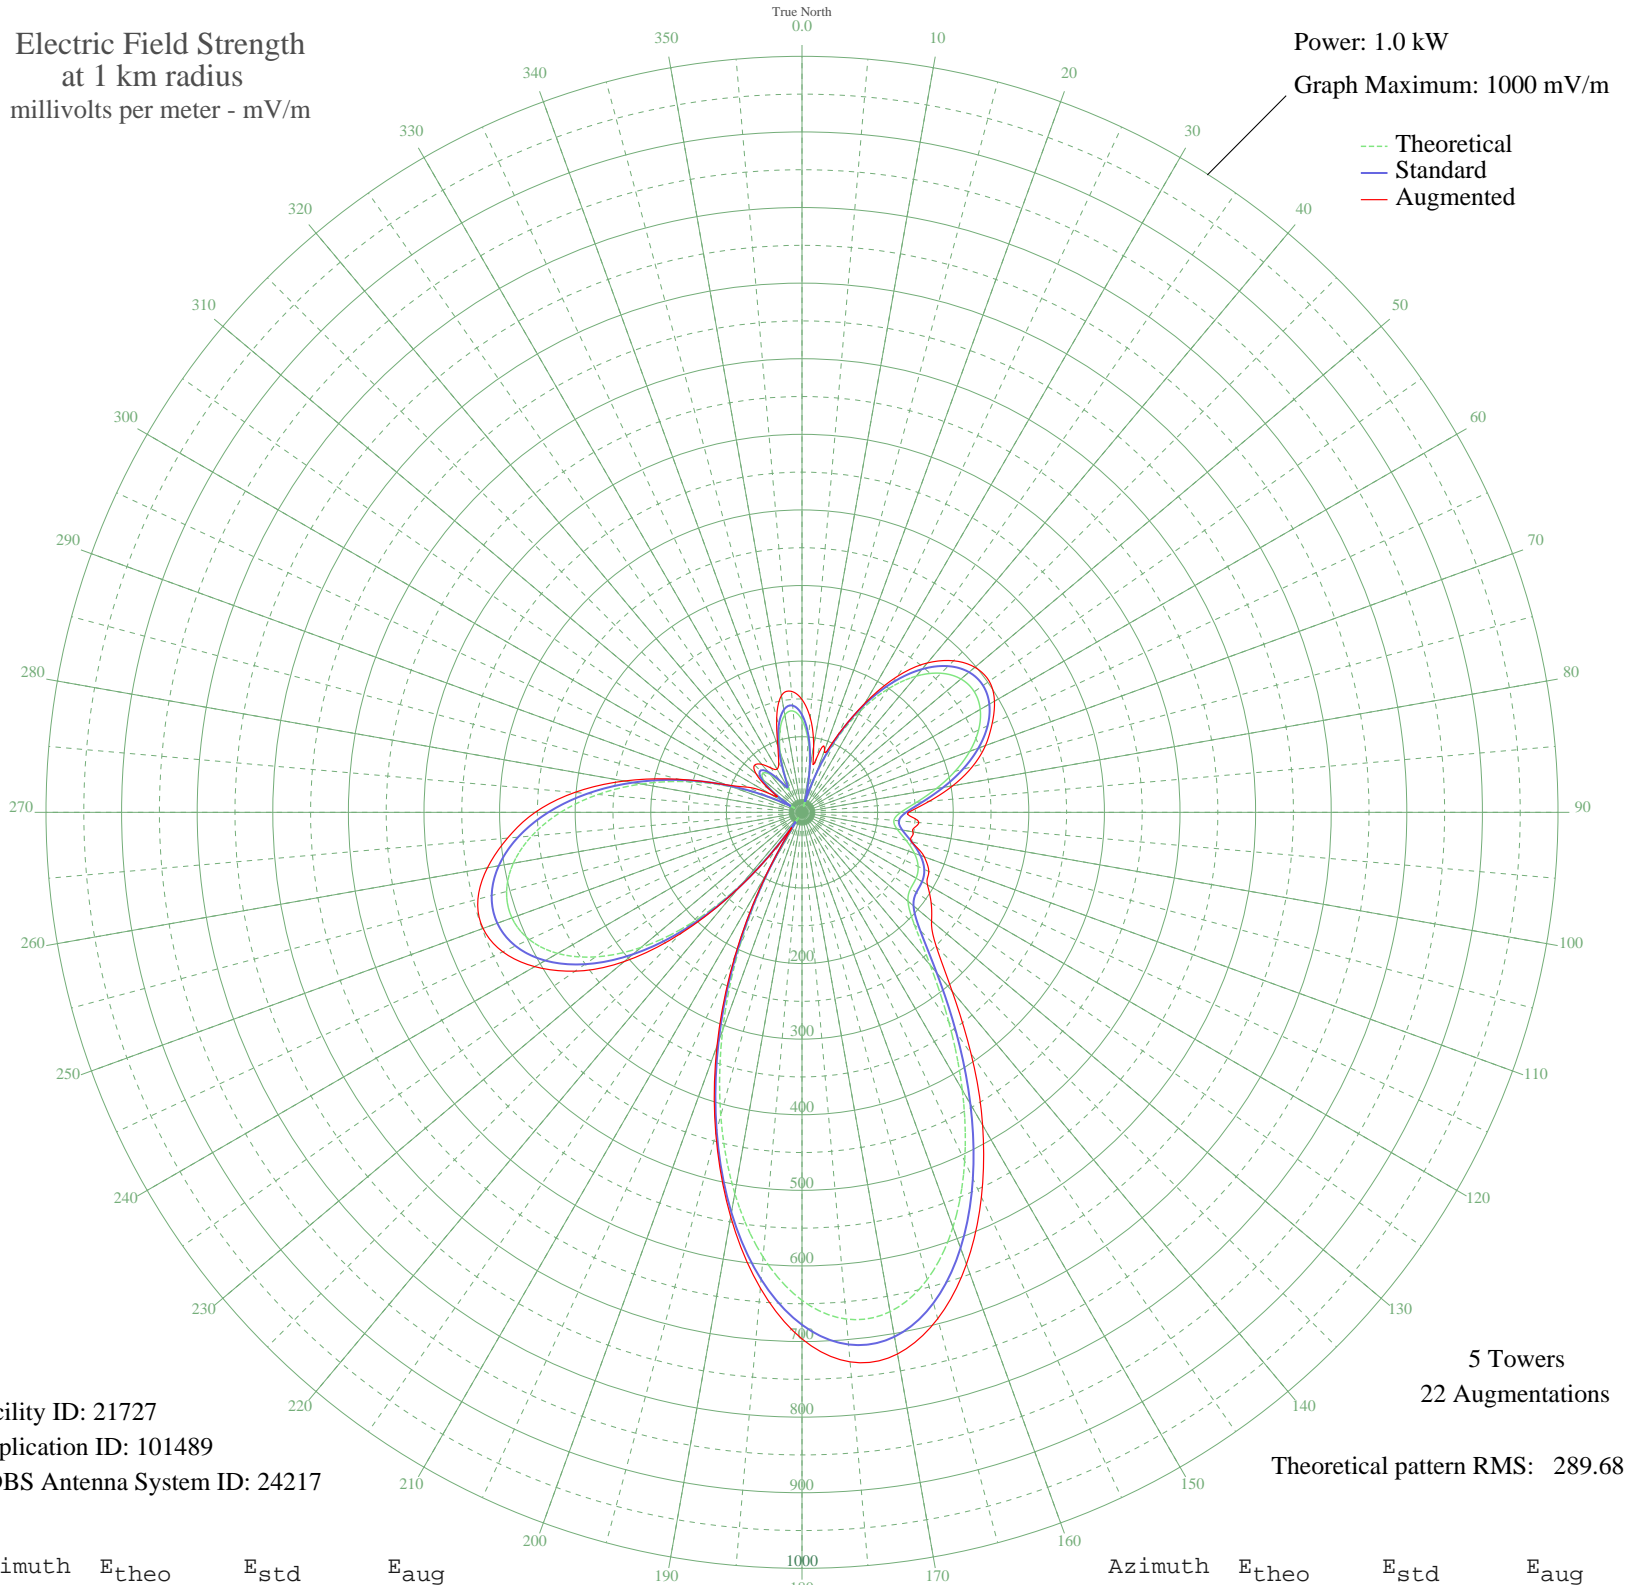 True North
0.0
Electric Field Strength
at 1 km radius
millivolts per meter - mV/m
Power: 1.0 kW
Graph Maximum: 1000 mV/m
Theoretical
Standard
Augmented
10
20
30
40
50
60
70
80
90
100
110
120
130
140
150
160
170
190
200
210
220
230
240
250
260
270
280
290
300
310
320
330
340
350
200
300
400
500
600
700
800
900
1000
5 Towers
22 Augmentations
Theoretical pattern RMS: 289.68
cility ID: 21727
plication ID: 101489
DBS Antenna System ID: 24217
imuth Etheo Estd Eaug Azimuth Etheo Estd Eaug